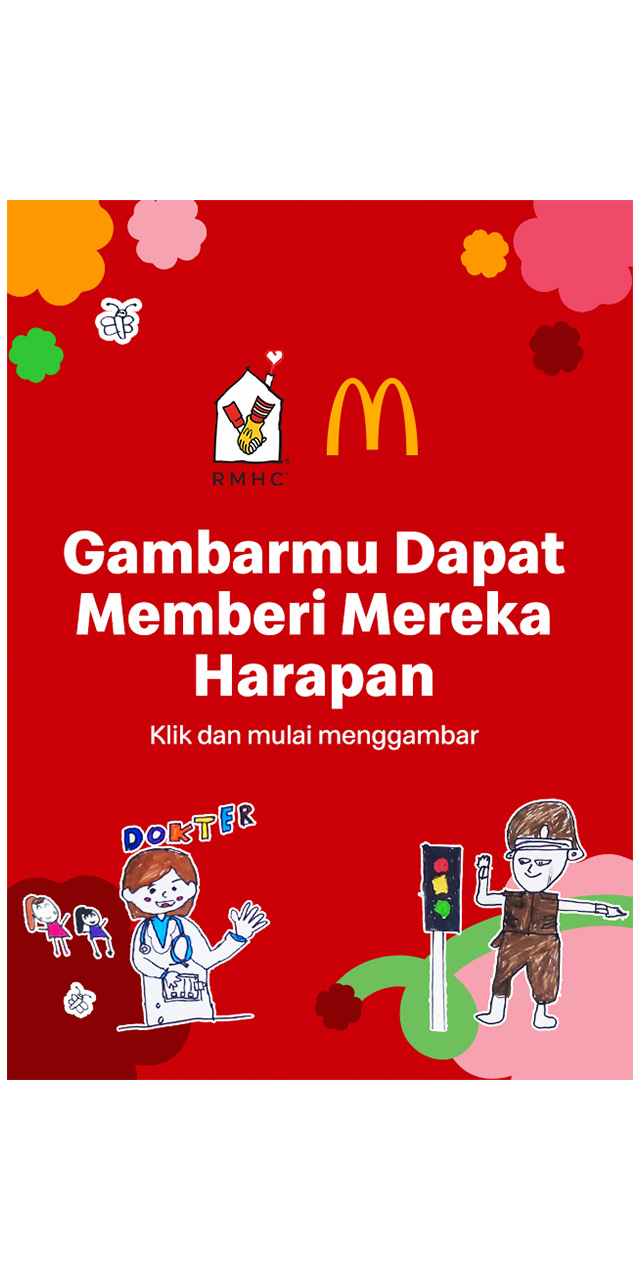 RMHC
Gambarmu Dapat
Memberi Mereka
Harapan
Klik dan mulai menggambar
DOKTER